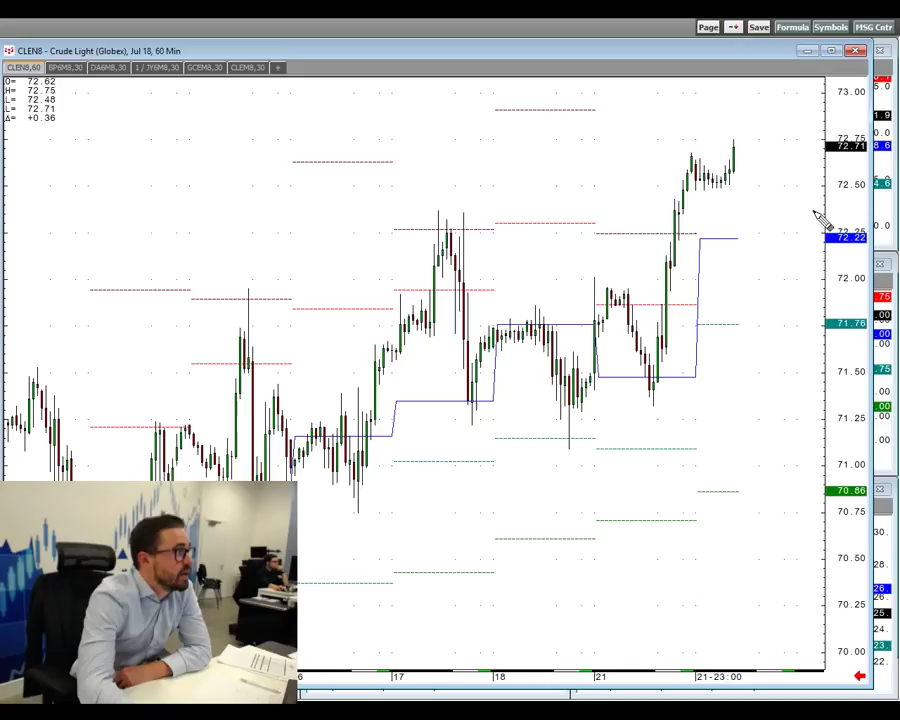 Page
Save
Formula
Symbols
MSG Cntr
CLEN8 - Crude Light (Globex), Jul 18, 60 Min
CLEN8,60
BP6M8,30
DA6M8,30
1 / JY6M8,30
GCEM8,30
CLEM8,30
+
O= 72.62
H= 72.75
L= 72.48
L= 72.71
Δ= +0.36
73.00
72.75
72.71
72.50
72.25
72.22
72.00
71.76
71.50
71.25
71.00
70.86
70.75
70.50
70.25
70.00
17
18
21
21-23:00